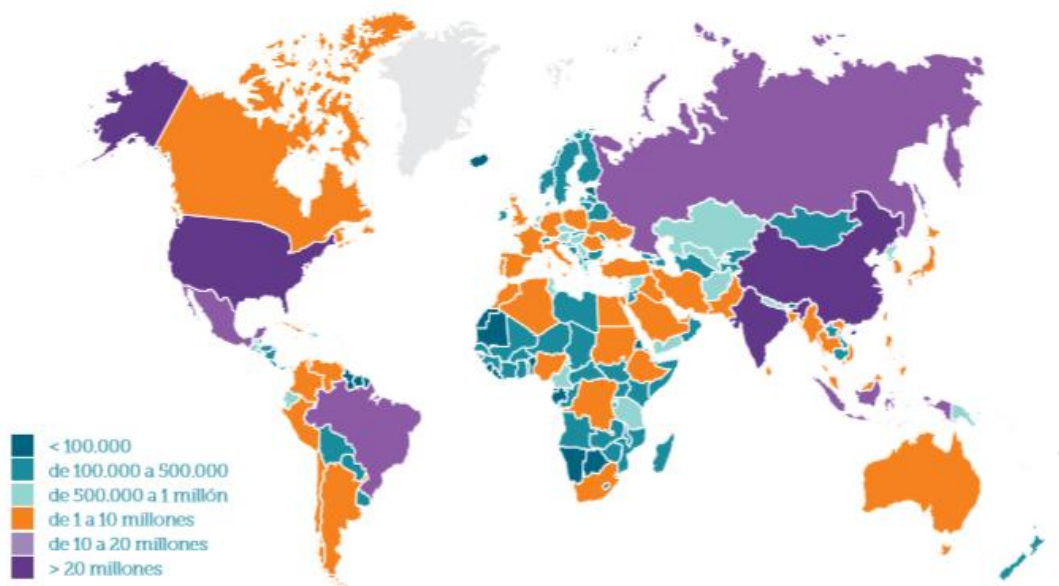 < 100.000
de 100.000 a 500.000
de 500.000 a 1 millón
de 1 a 10 millones
de 10 a 20 millones
> 20 millones